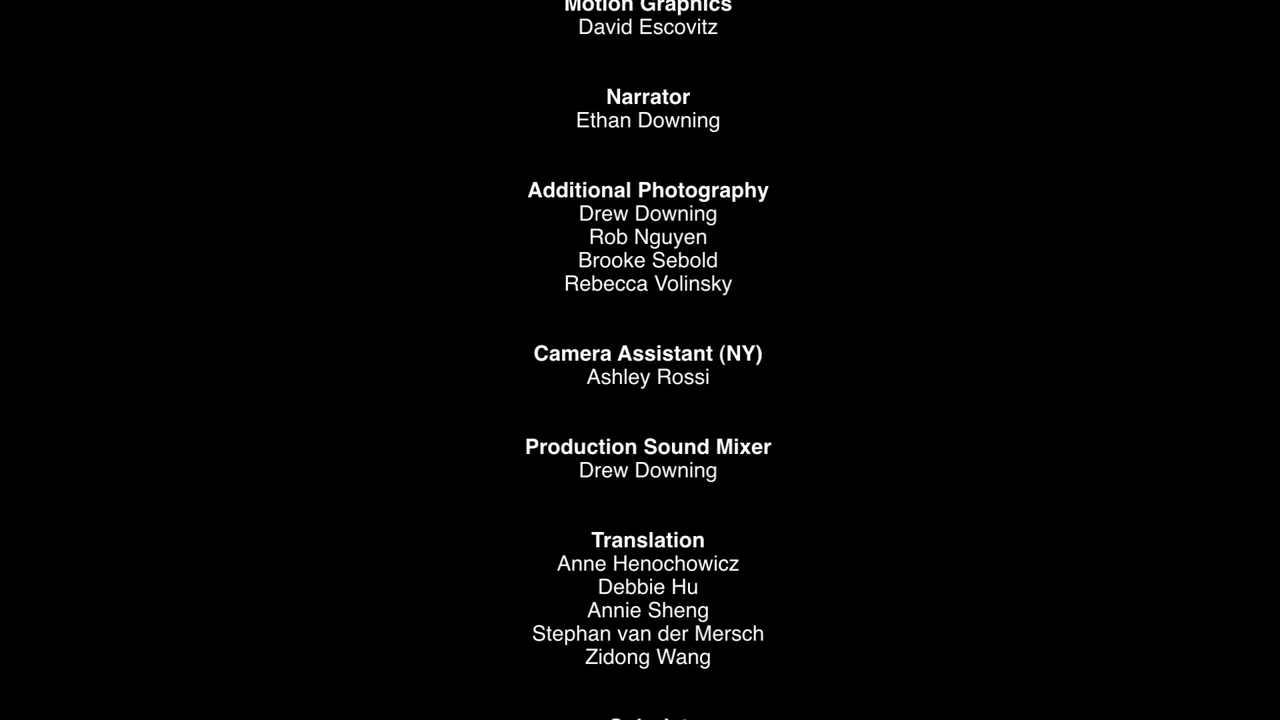 Motion Graphics
David Escovitz
Narrator
Ethan Downing
Additional Photography
Drew Downing
Rob Nguyen
Brooke Sebold
Rebecca Volinsky
Camera Assistant (NY)
Ashley Rossi
Production Sound Mixer
Drew Downing
Translation
Anne Henochowicz
Debbie Hu
Annie Sheng
Stephan van der Mersch
Zidong Wang